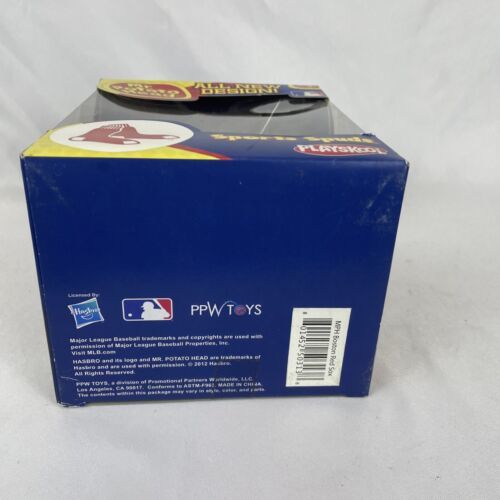 MR. POTATO HEAD
ALL NEW DESIGN!
Sports Spuds
PLAYSKOOL
Licensed By:
Hasbro
PPW TOYS
Major League Baseball trademarks and copyrights are used with
permission of Major League Baseball Properties, Inc.
Visit MLB.com
HASBRO and its logo and MR. POTATO HEAD are trademarks of
Hasbro and are used with permission. © 2012 Hasbro.
All Rights Reserved.
PPW TOYS, a division of Promotional Partners Worldwide, LLC
Los Angeles, CA 90017. Conforms to ASTM-F963. MADE IN CHINA.
The contents within this package may vary in style, color, and parts.
MPH Boston Red Sox